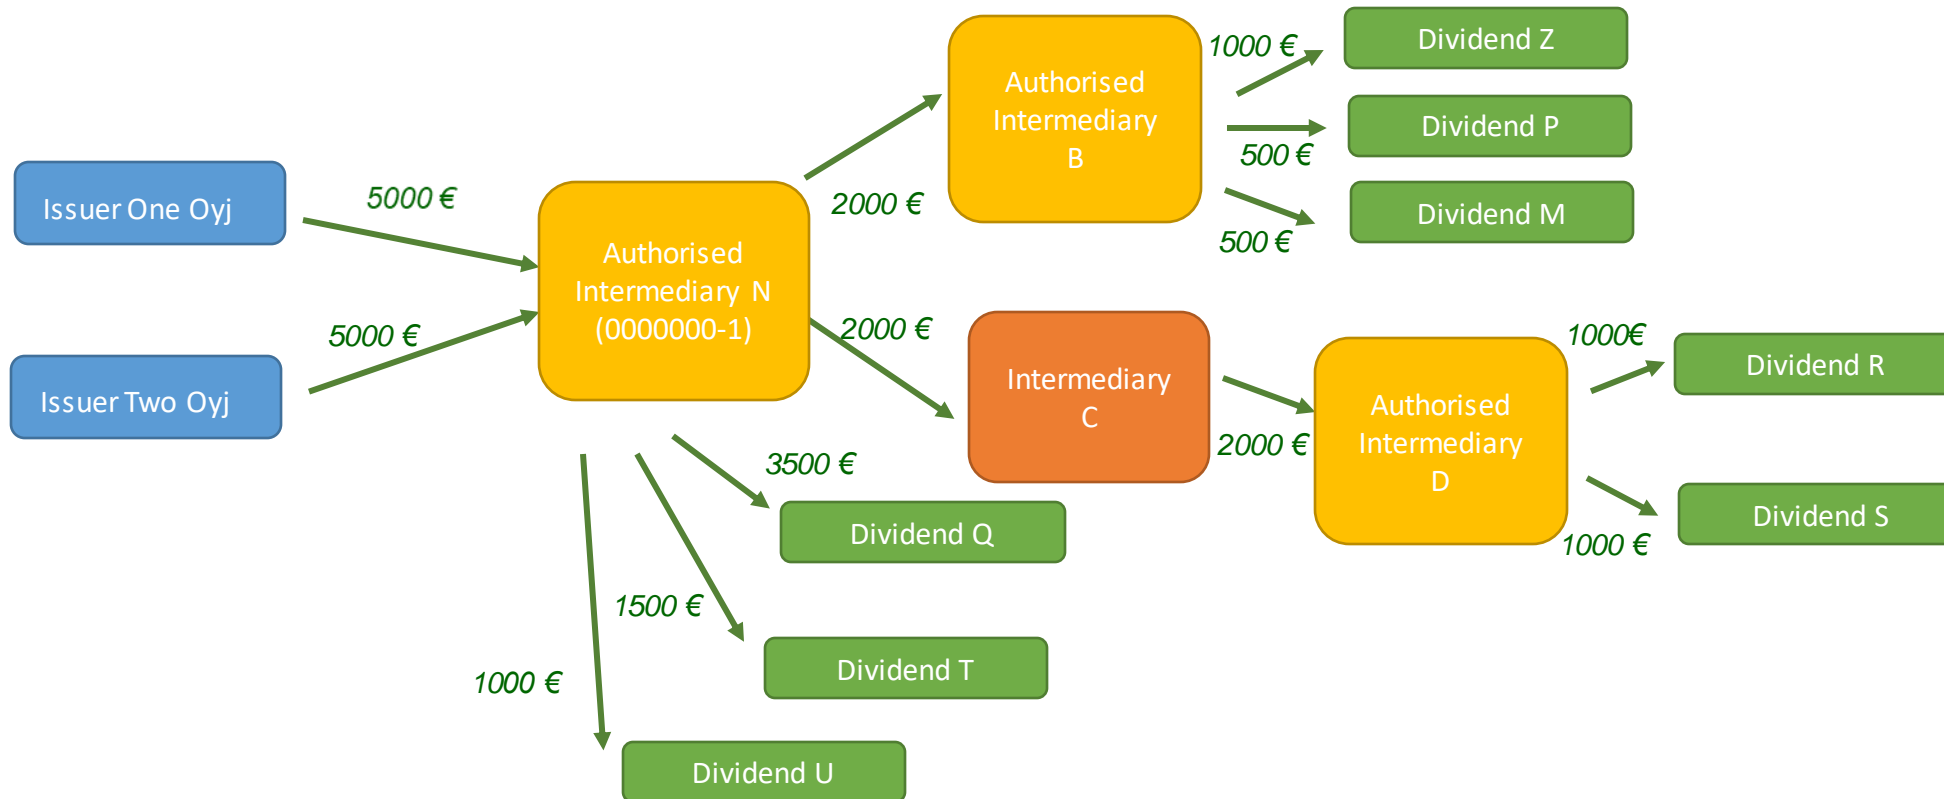 Issuer One Oyj
5000 €
Issuer Two Oyj
5000 €
Authorised
Intermediary N
(0000000-1)
2000 €
Authorised
Intermediary
B
1000 €
Dividend Z
500 €
Dividend P
500 €
Dividend M
2000 €
Intermediary
C
2000 €
Authorised
Intermediary
D
1000€
Dividend R
1000 €
Dividend S
3500 €
Dividend Q
1500 €
Dividend T
1000 €
Dividend U